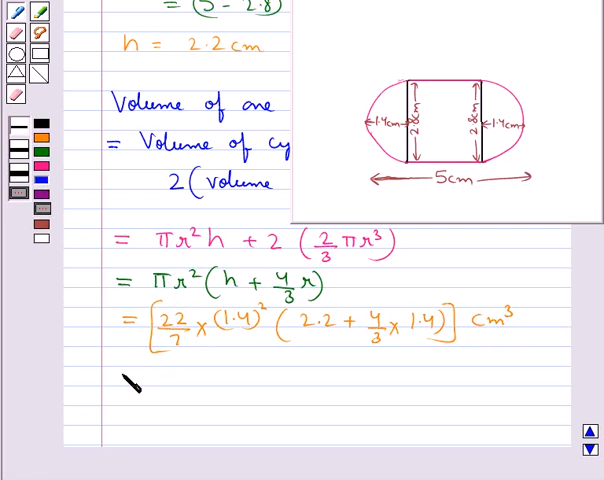 = (5 - 2.8)
h = 2.2 cm
Volume of one
= Volume of cy
2 (Volume
= πr²h + 2 (2/3 πr³)
= πr² (h + 4/3 r)
= [22/7 × (1.4)² (2.2 + 4/3 × 1.4)] cm³
1.4cm
2.8cm
2.8cm
1.4cm
5cm